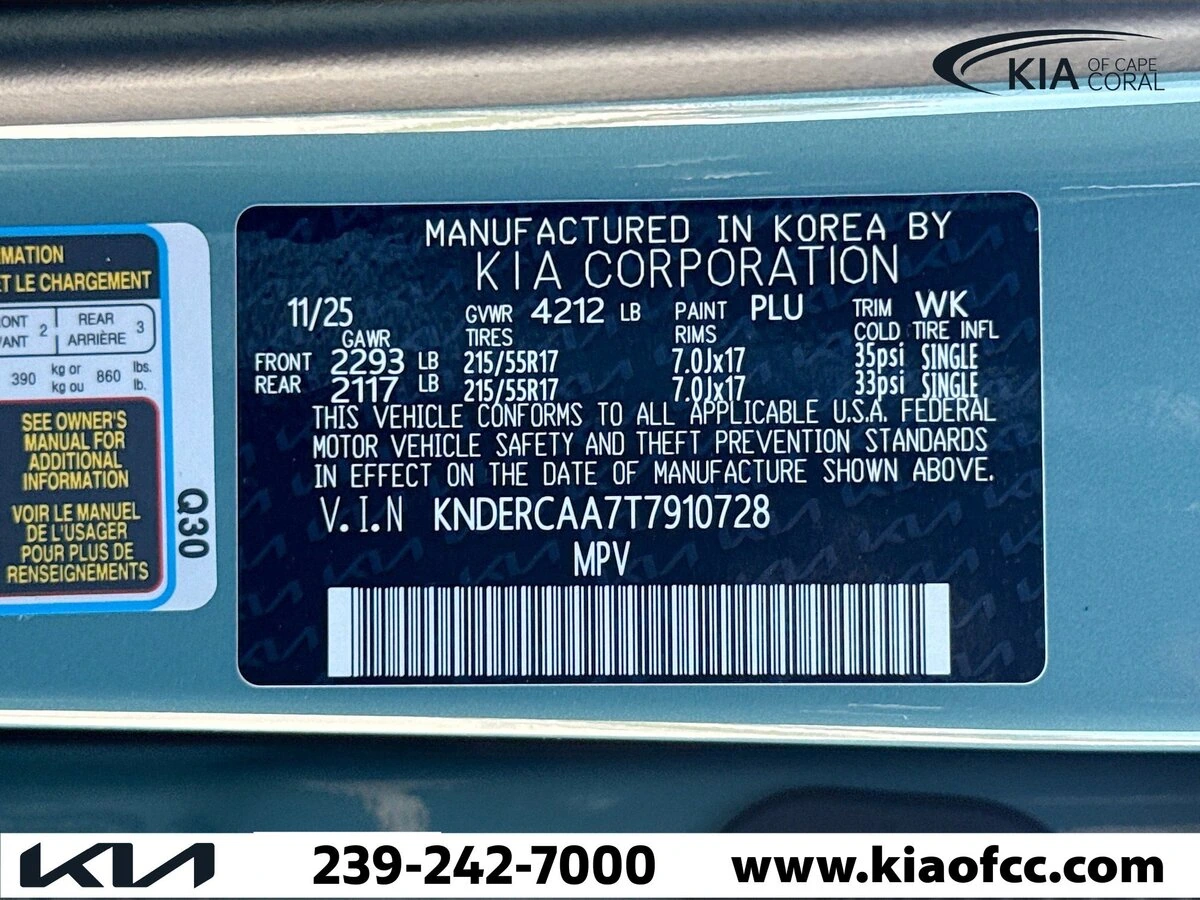 KIA OF CAPE CORAL
MANUFACTURED IN KOREA BY
KIA CORPORATION
11/25 GVWR 4212 LB PAINT PLU TRIM WK
GAWR TIRES RIMS COLD TIRE INFL
FRONT 2293 LB 215/55R17 7.0Jx17 35psi SINGLE
REAR 2117 LB 215/55R17 7.0Jx17 33psi SINGLE
THIS VEHICLE CONFORMS TO ALL APPLICABLE U.S.A. FEDERAL
MOTOR VEHICLE SAFETY AND THEFT PREVENTION STANDARDS
IN EFFECT ON THE DATE OF MANUFACTURE SHOWN ABOVE.
V.I.N KNDERCAA7T7910728
MPV
MATION
ET LE CHARGEMENT
ONT 2 REAR 3
ANT ARRIÈRE
390 kg or 860 lbs.
kg ou lb.
SEE OWNER'S
MANUAL FOR
ADDITIONAL
INFORMATION
VOIR LE MANUEL
DE L'USAGER
POUR PLUS DE
RENSEIGNEMENTS
Q30
KIA 239-242-7000 www.kiaofcc.com